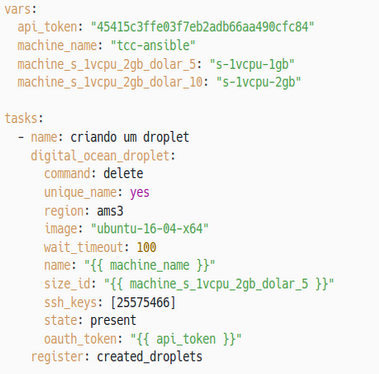 vars:
  api_token: "45415c3ffe03f7eb2adb66aa490cfc84"
  machine_name: "tcc-ansible"
  machine_s_1vcpu_2gb_dolar_5: "s-1vcpu-1gb"
  machine_s_1vcpu_2gb_dolar_10: "s-1vcpu-2gb"

tasks:
  - name: criando um droplet
    digital_ocean_droplet:
      command: delete
      unique_name: yes
      region: ams3
      image: "ubuntu-16-04-x64"
      wait_timeout: 100
      name: "{{ machine_name }}"
      size_id: "{{ machine_s_1vcpu_2gb_dolar_5 }}"
      ssh_keys: [25575466]
      state: present
      oauth_token: "{{ api_token }}"
    register: created_droplets